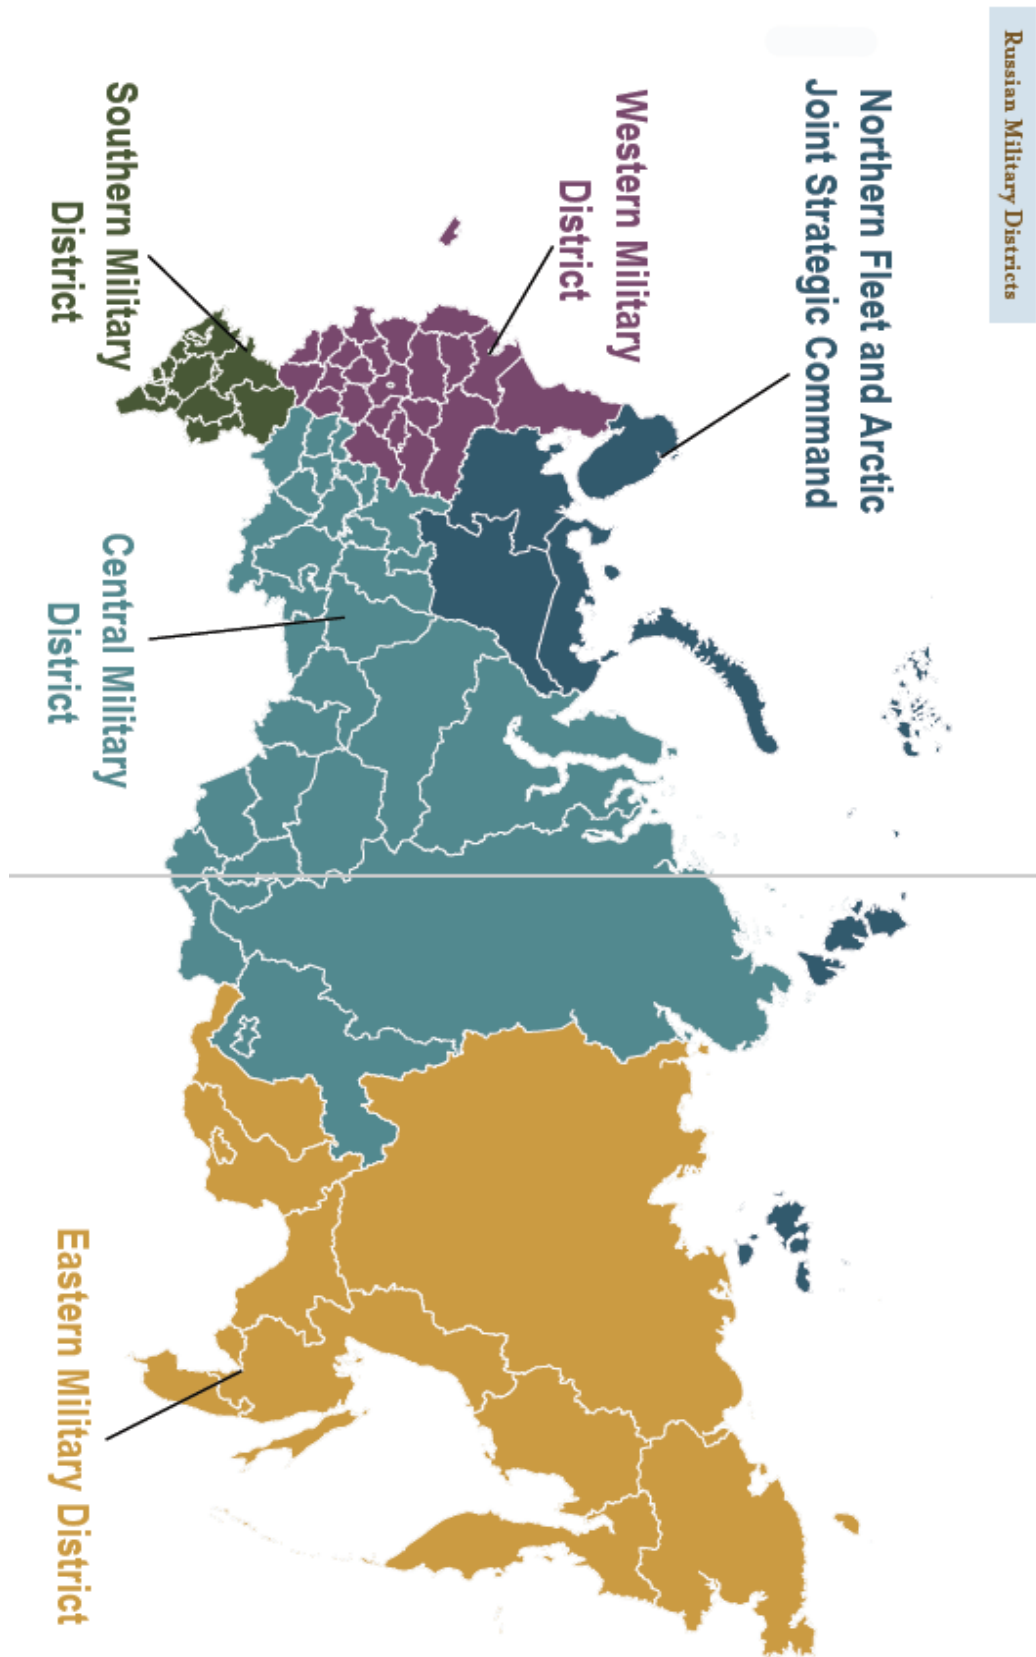 Russian Military Districts
Northern Fleet and Arctic
Joint Strategic Command
Western Military
District
Southern Military
District
Central Military
District
Eastern Military District